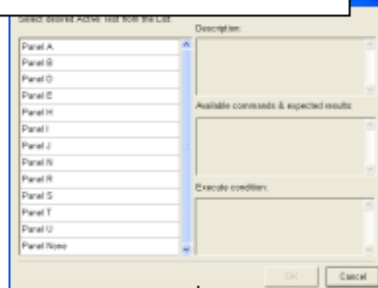 Select desired Active Test from the List.
Description:
Panel A
Panel B
Panel D
Panel E
Panel H
Panel I
Panel J
Panel N
Panel R
Panel S
Panel T
Panel U
Panel None
Available commands & expected results:
Execute condition:
OK
Cancel